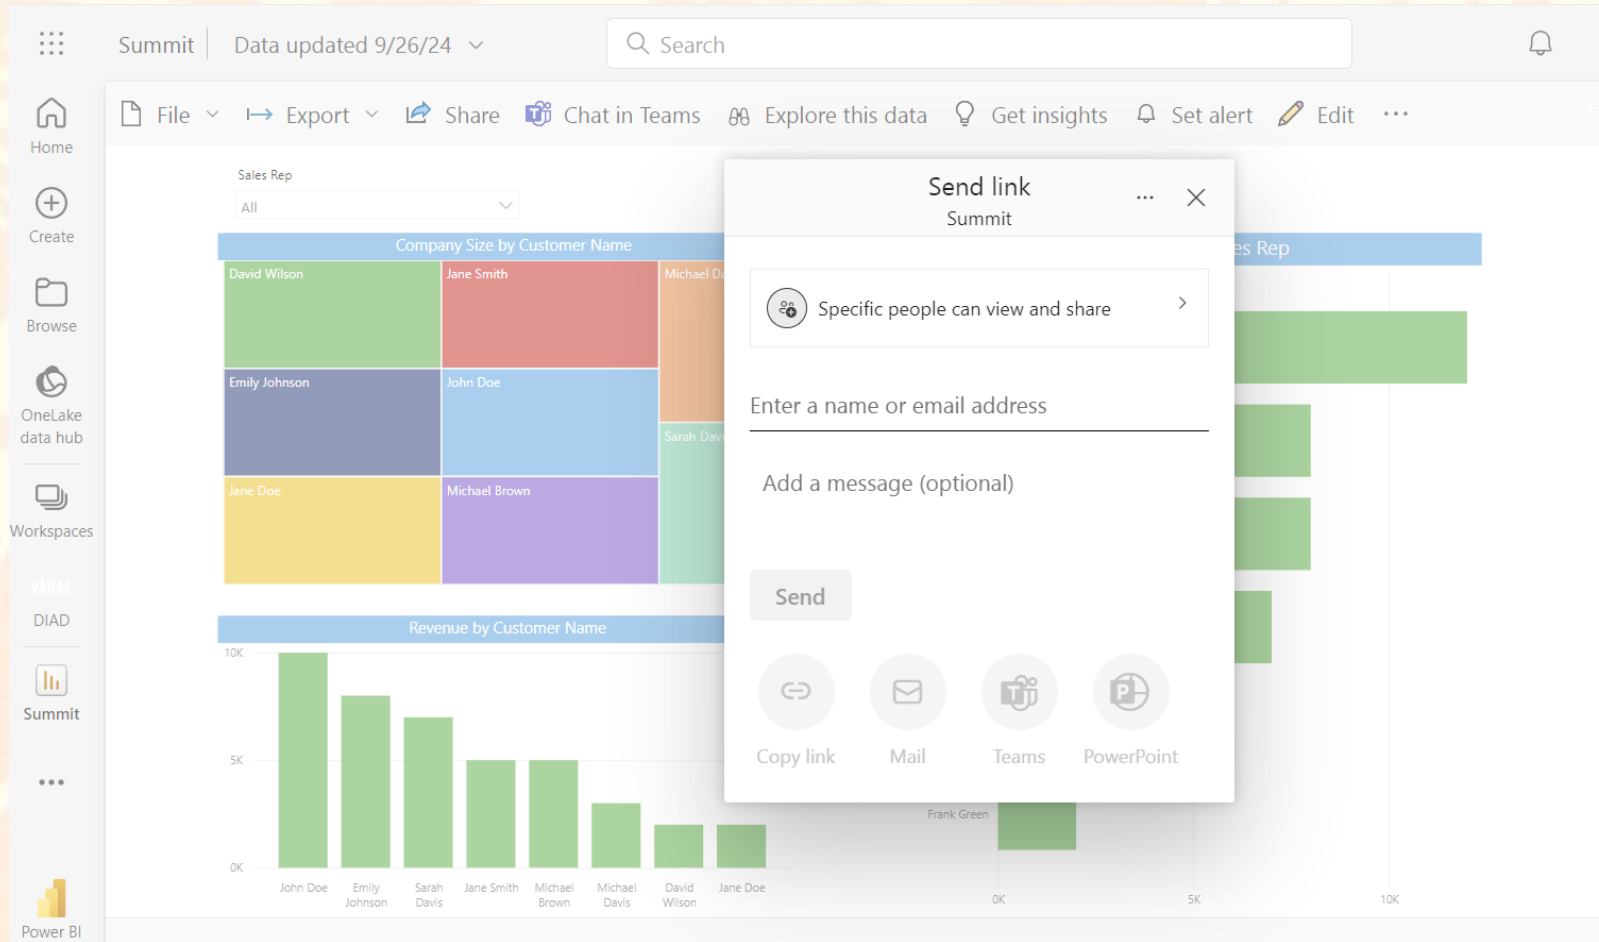 Summit
Data updated 9/26/24
Search
File
Export
Share
Chat in Teams
Explore this data
Get insights
Set alert
Edit
Home
Create
Browse
OneLake
data hub
Workspaces
DIAD
Summit
Power BI
Sales Rep
All
Company Size by Customer Name
David Wilson
Jane Smith
Michael Da
Emily Johnson
John Doe
Sarah Davi
Jane Doe
Michael Brown
Revenue by Customer Name
10K
5K
0K
John Doe
Emily
Johnson
Sarah
Davis
Jane Smith
Michael
Brown
Michael
Davis
David
Wilson
Jane Doe
Send link
Summit
Specific people can view and share
Enter a name or email address
Add a message (optional)
Send
Copy link
Mail
Teams
PowerPoint
es Rep
Frank Green
0K
5K
10K